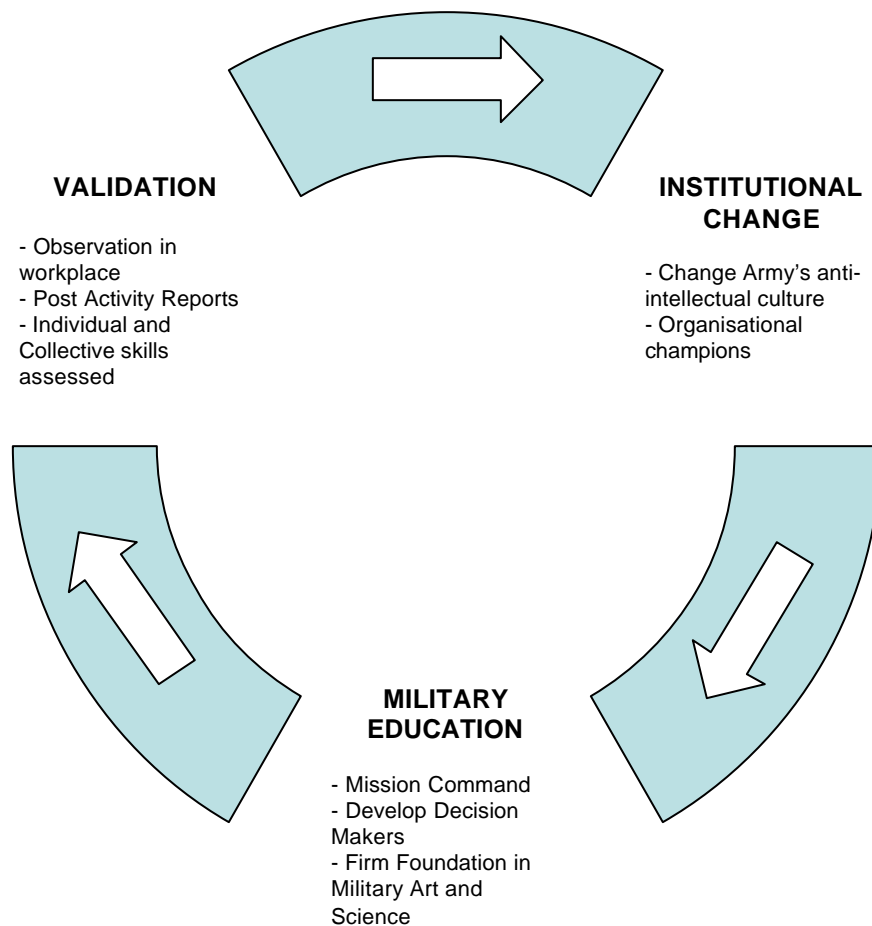 VALIDATION
- Observation in
workplace
- Post Activity Reports
- Individual and
Collective skills
assessed
INSTITUTIONAL
CHANGE
- Change Army's anti-
intellectual culture
- Organisational
champions
MILITARY
EDUCATION
- Mission Command
- Develop Decision
Makers
- Firm Foundation in
Military Art and
Science